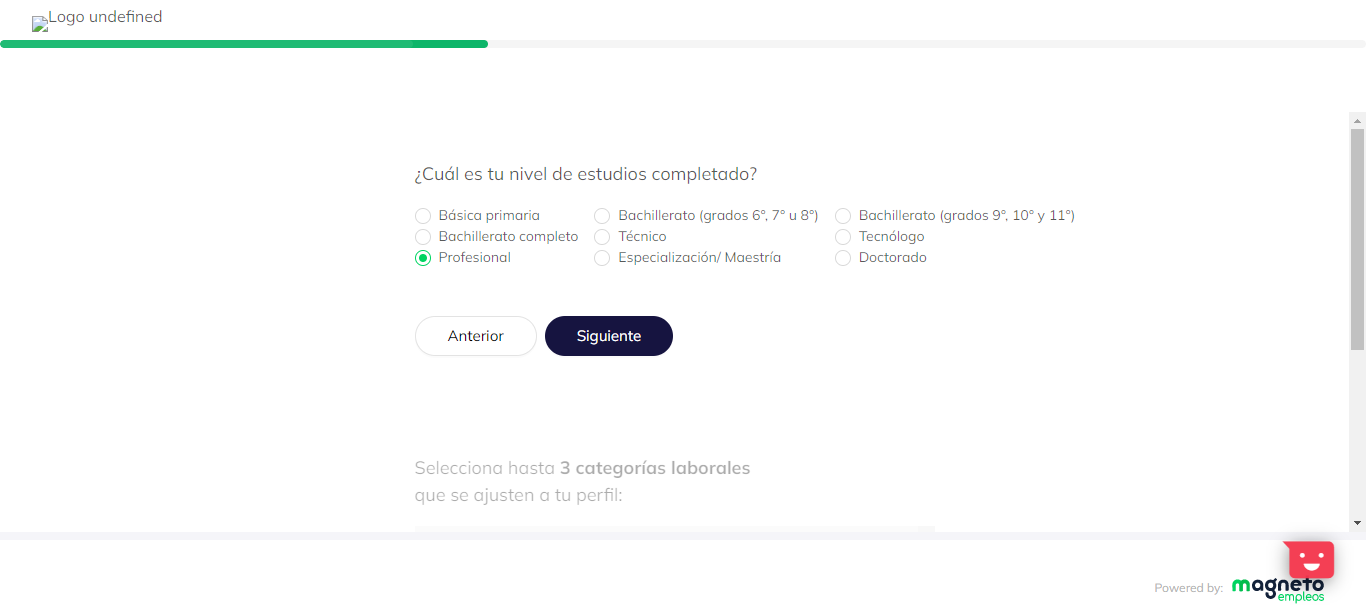 Logo undefined
¿Cuál es tu nivel de estudios completado?
Básica primaria
Bachillerato (grados 6°, 7° u 8°)
Bachillerato (grados 9°, 10° y 11°)
Bachillerato completo
Técnico
Tecnólogo
Profesional
Especialización/ Maestría
Doctorado
Anterior
Siguiente
Selecciona hasta 3 categorías laborales
que se ajusten a tu perfil:
Powered by:
magneto
empleos